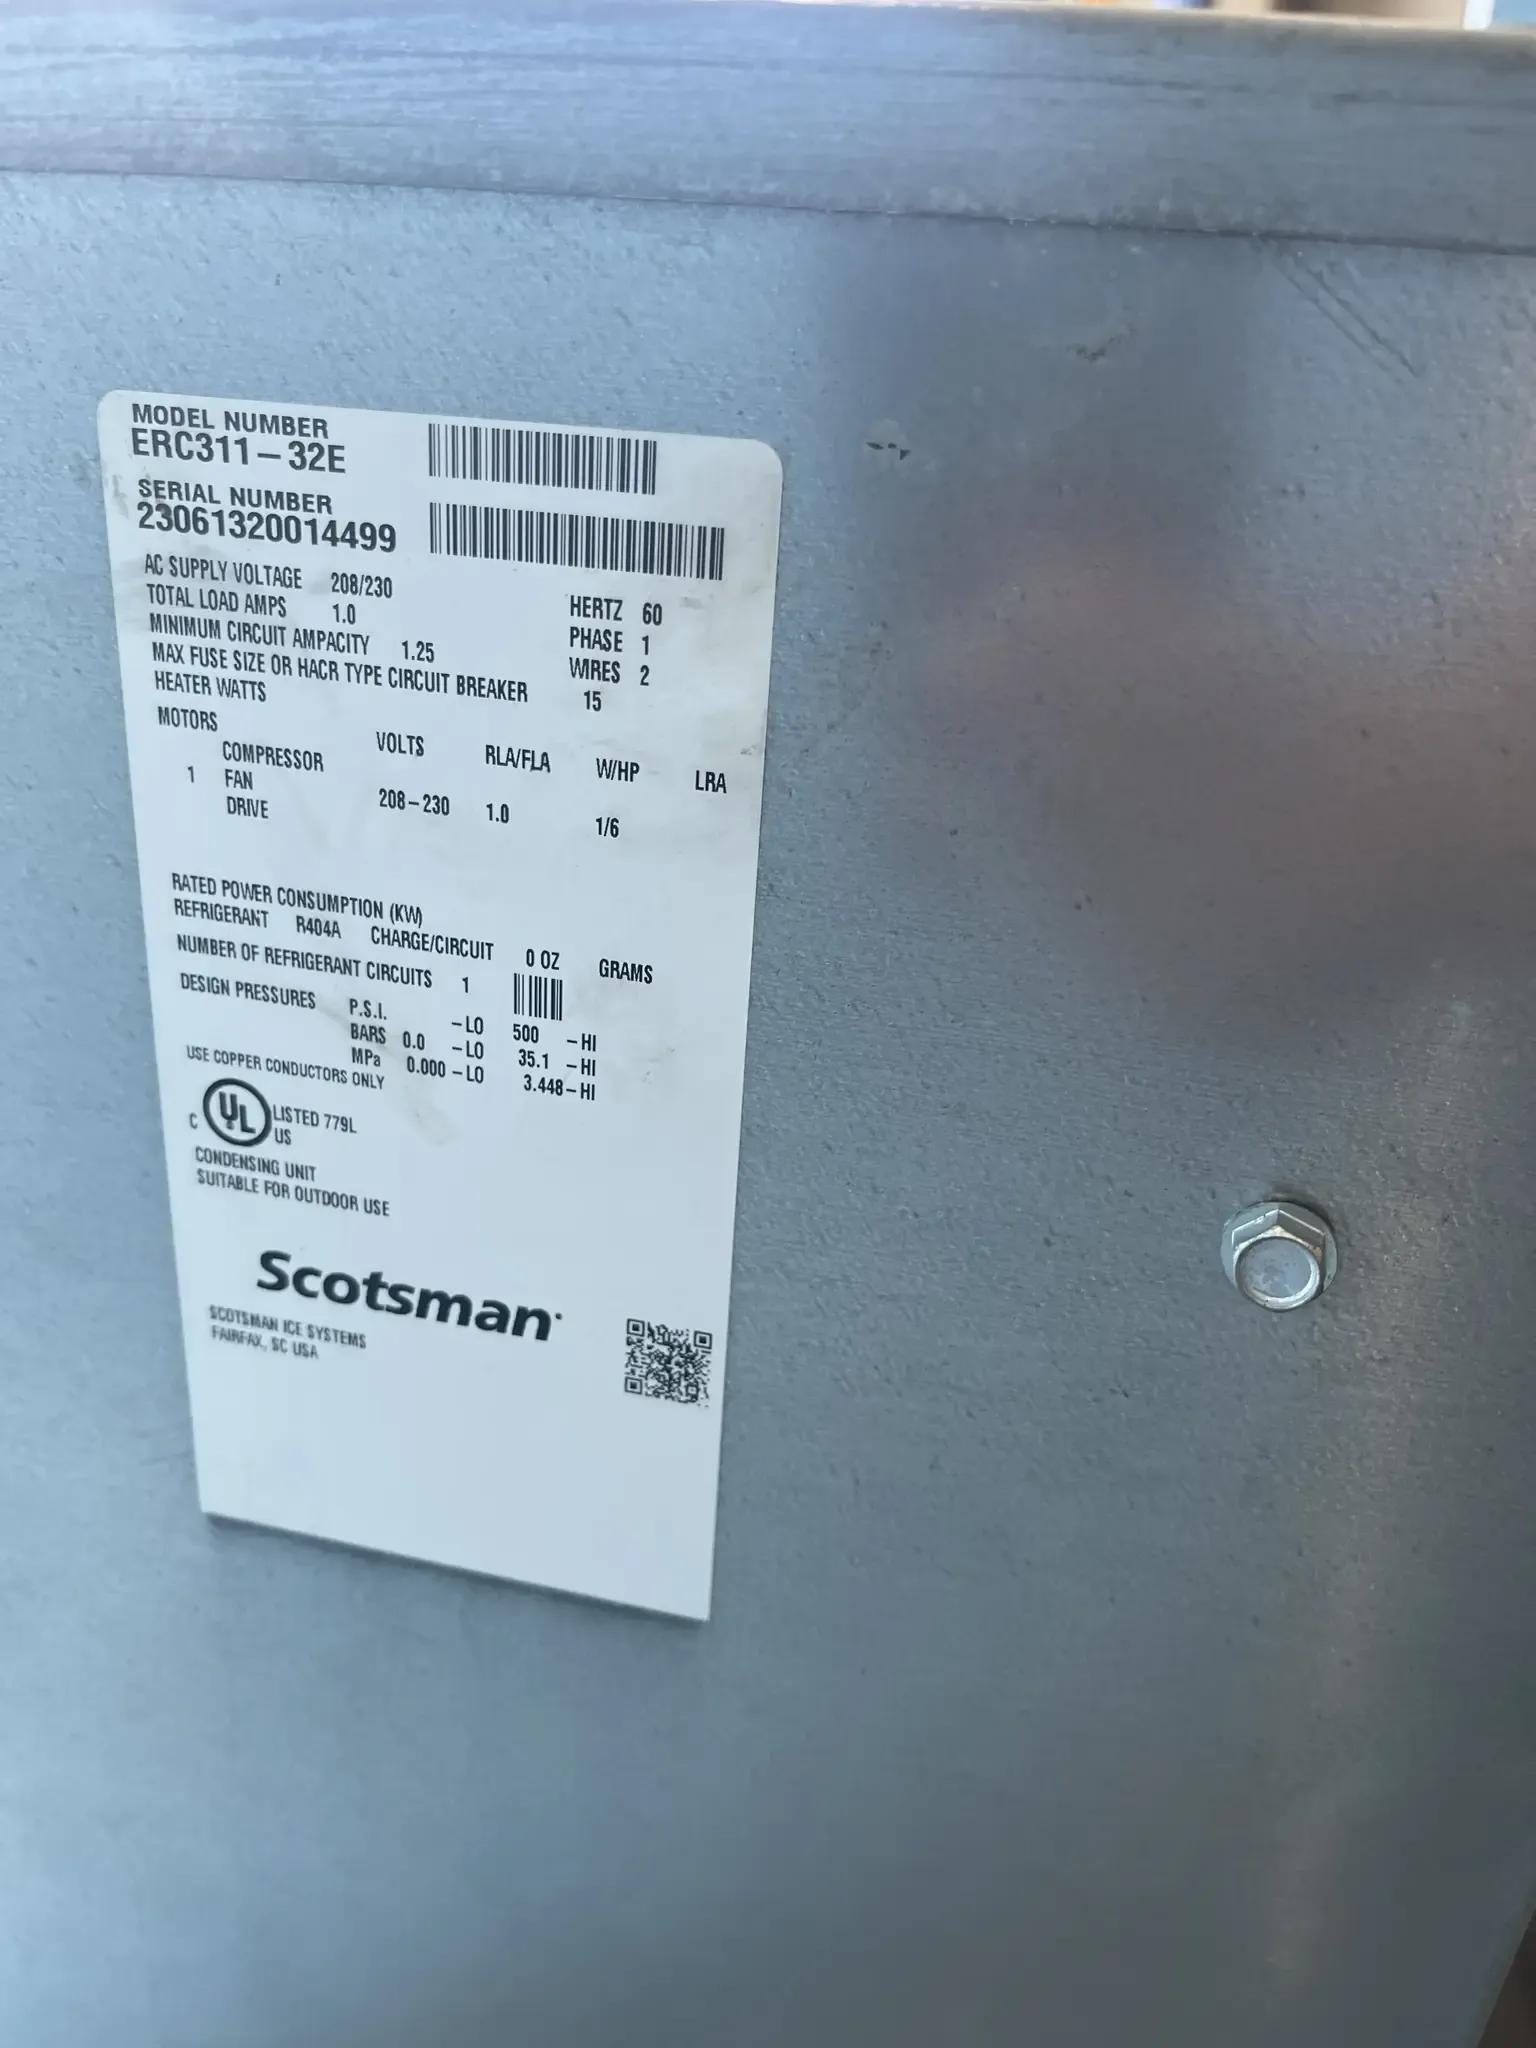 MODEL NUMBER
ERC311-32E
SERIAL NUMBER
23061320014499
AC SUPPLY VOLTAGE 208/230 HERTZ 60
TOTAL LOAD AMPS 1.0 PHASE 1
MINIMUM CIRCUIT AMPACITY 1.25 WIRES 2
MAX FUSE SIZE OR HACR TYPE CIRCUIT BREAKER 15
HEATER WATTS
MOTORS VOLTS RLA/FLA W/HP LRA
COMPRESSOR
1 FAN 208-230 1.0 1/6
DRIVE
RATED POWER CONSUMPTION (KW)
REFRIGERANT R404A CHARGE/CIRCUIT 0 OZ GRAMS
NUMBER OF REFRIGERANT CIRCUITS 1
DESIGN PRESSURES P.S.I. -LO 500 -HI
BARS 0.0 -LO 35.1 -HI
MPa 0.000 -LO 3.448-HI
USE COPPER CONDUCTORS ONLY
C UL LISTED 779L
US
CONDENSING UNIT
SUITABLE FOR OUTDOOR USE
Scotsman
SCOTSMAN ICE SYSTEMS
FAIRFAX, SC USA